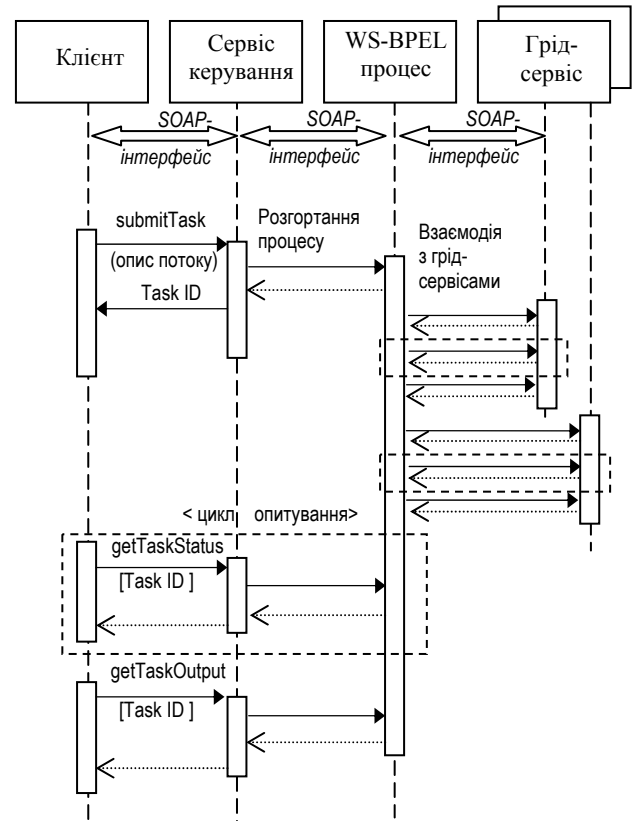 Клієнт
Сервіс
керування
WS-BPEL
процес
Грід-
сервіс
SOAP-
інтерфейс
SOAP-
інтерфейс
SOAP-
інтерфейс
submitTask
(опис потоку)
Task ID
Розгортання
процесу
Взаємодія
з грід-
сервісами
< цикл опитування>
getTaskStatus
[Task ID ]
getTaskOutput
[Task ID ]